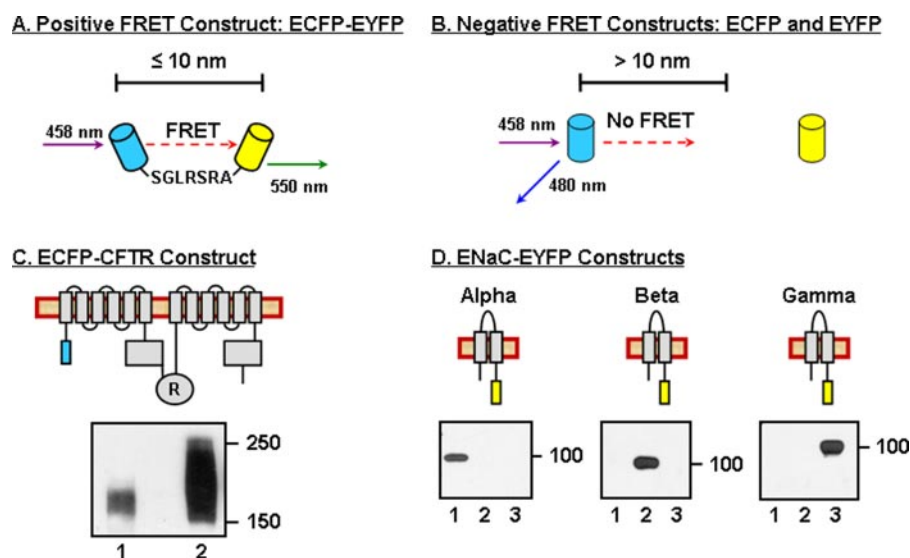 A. Positive FRET Construct: ECFP-EYFP
≤ 10 nm
458 nm
FRET
SGLRSRA
550 nm
B. Negative FRET Constructs: ECFP and EYFP
> 10 nm
458 nm
No FRET
480 nm
C. ECFP-CFTR Construct
R
250
150
1 2
D. ENaC-EYFP Constructs
Alpha Beta Gamma
100 100 100
1 2 3 1 2 3 1 2 3